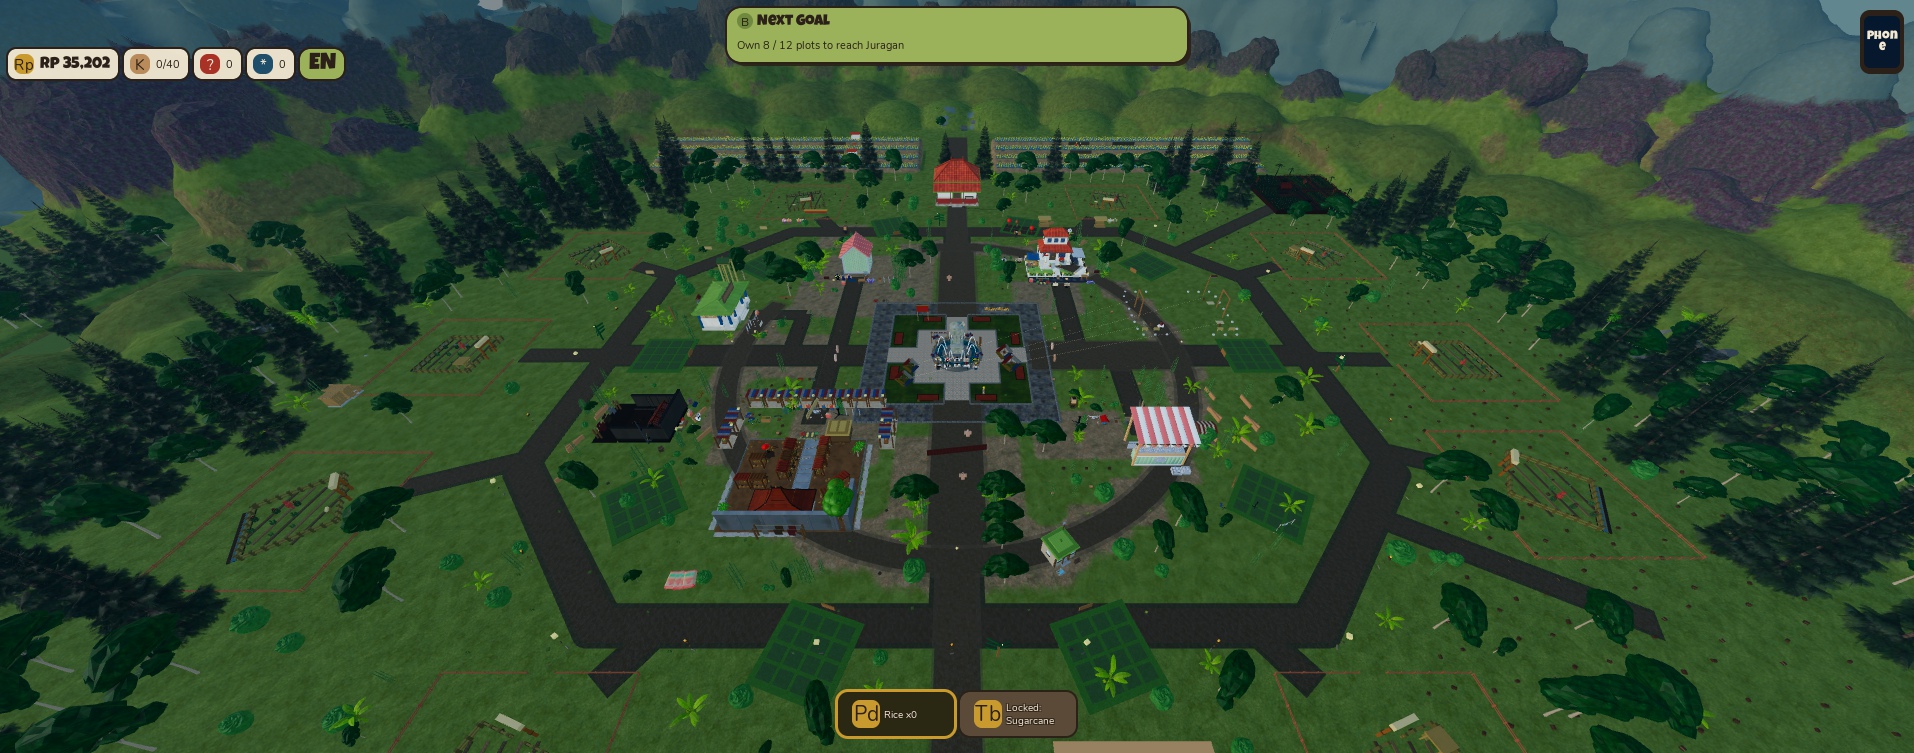 B Next Goal
Own 8 / 12 plots to reach Juragan
Rp RP 35,202
K 0/40
? 0
* 0
EN
Phon
e
Pd Rice x0
Tb Locked:
Sugarcane